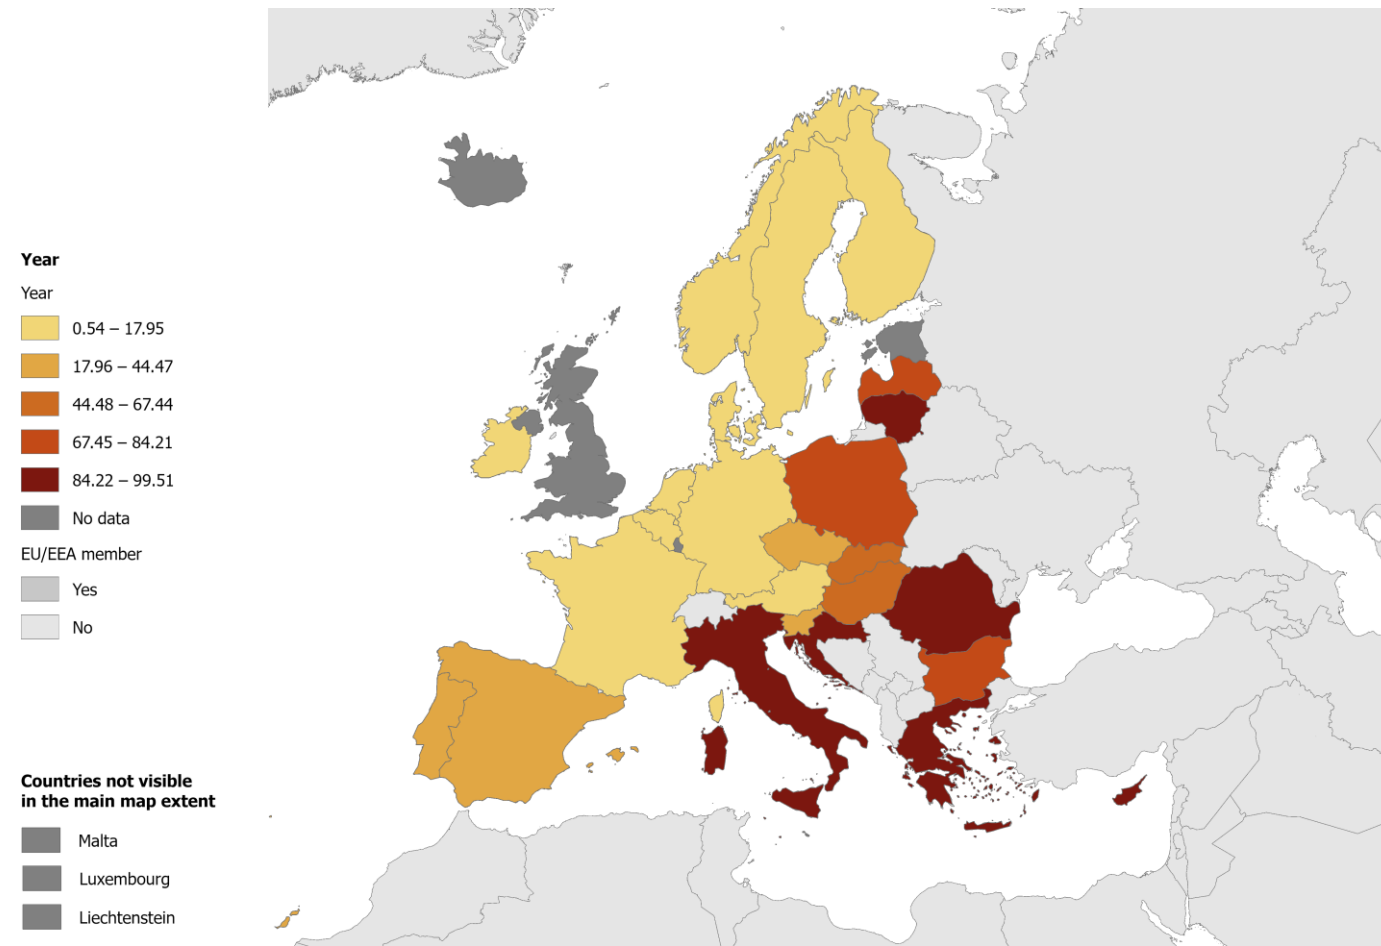 Year
Year
0.54 – 17.95
17.96 – 44.47
44.48 – 67.44
67.45 – 84.21
84.22 – 99.51
No data
EU/EEA member
Yes
No
Countries not visible
in the main map extent
Malta
Luxembourg
Liechtenstein